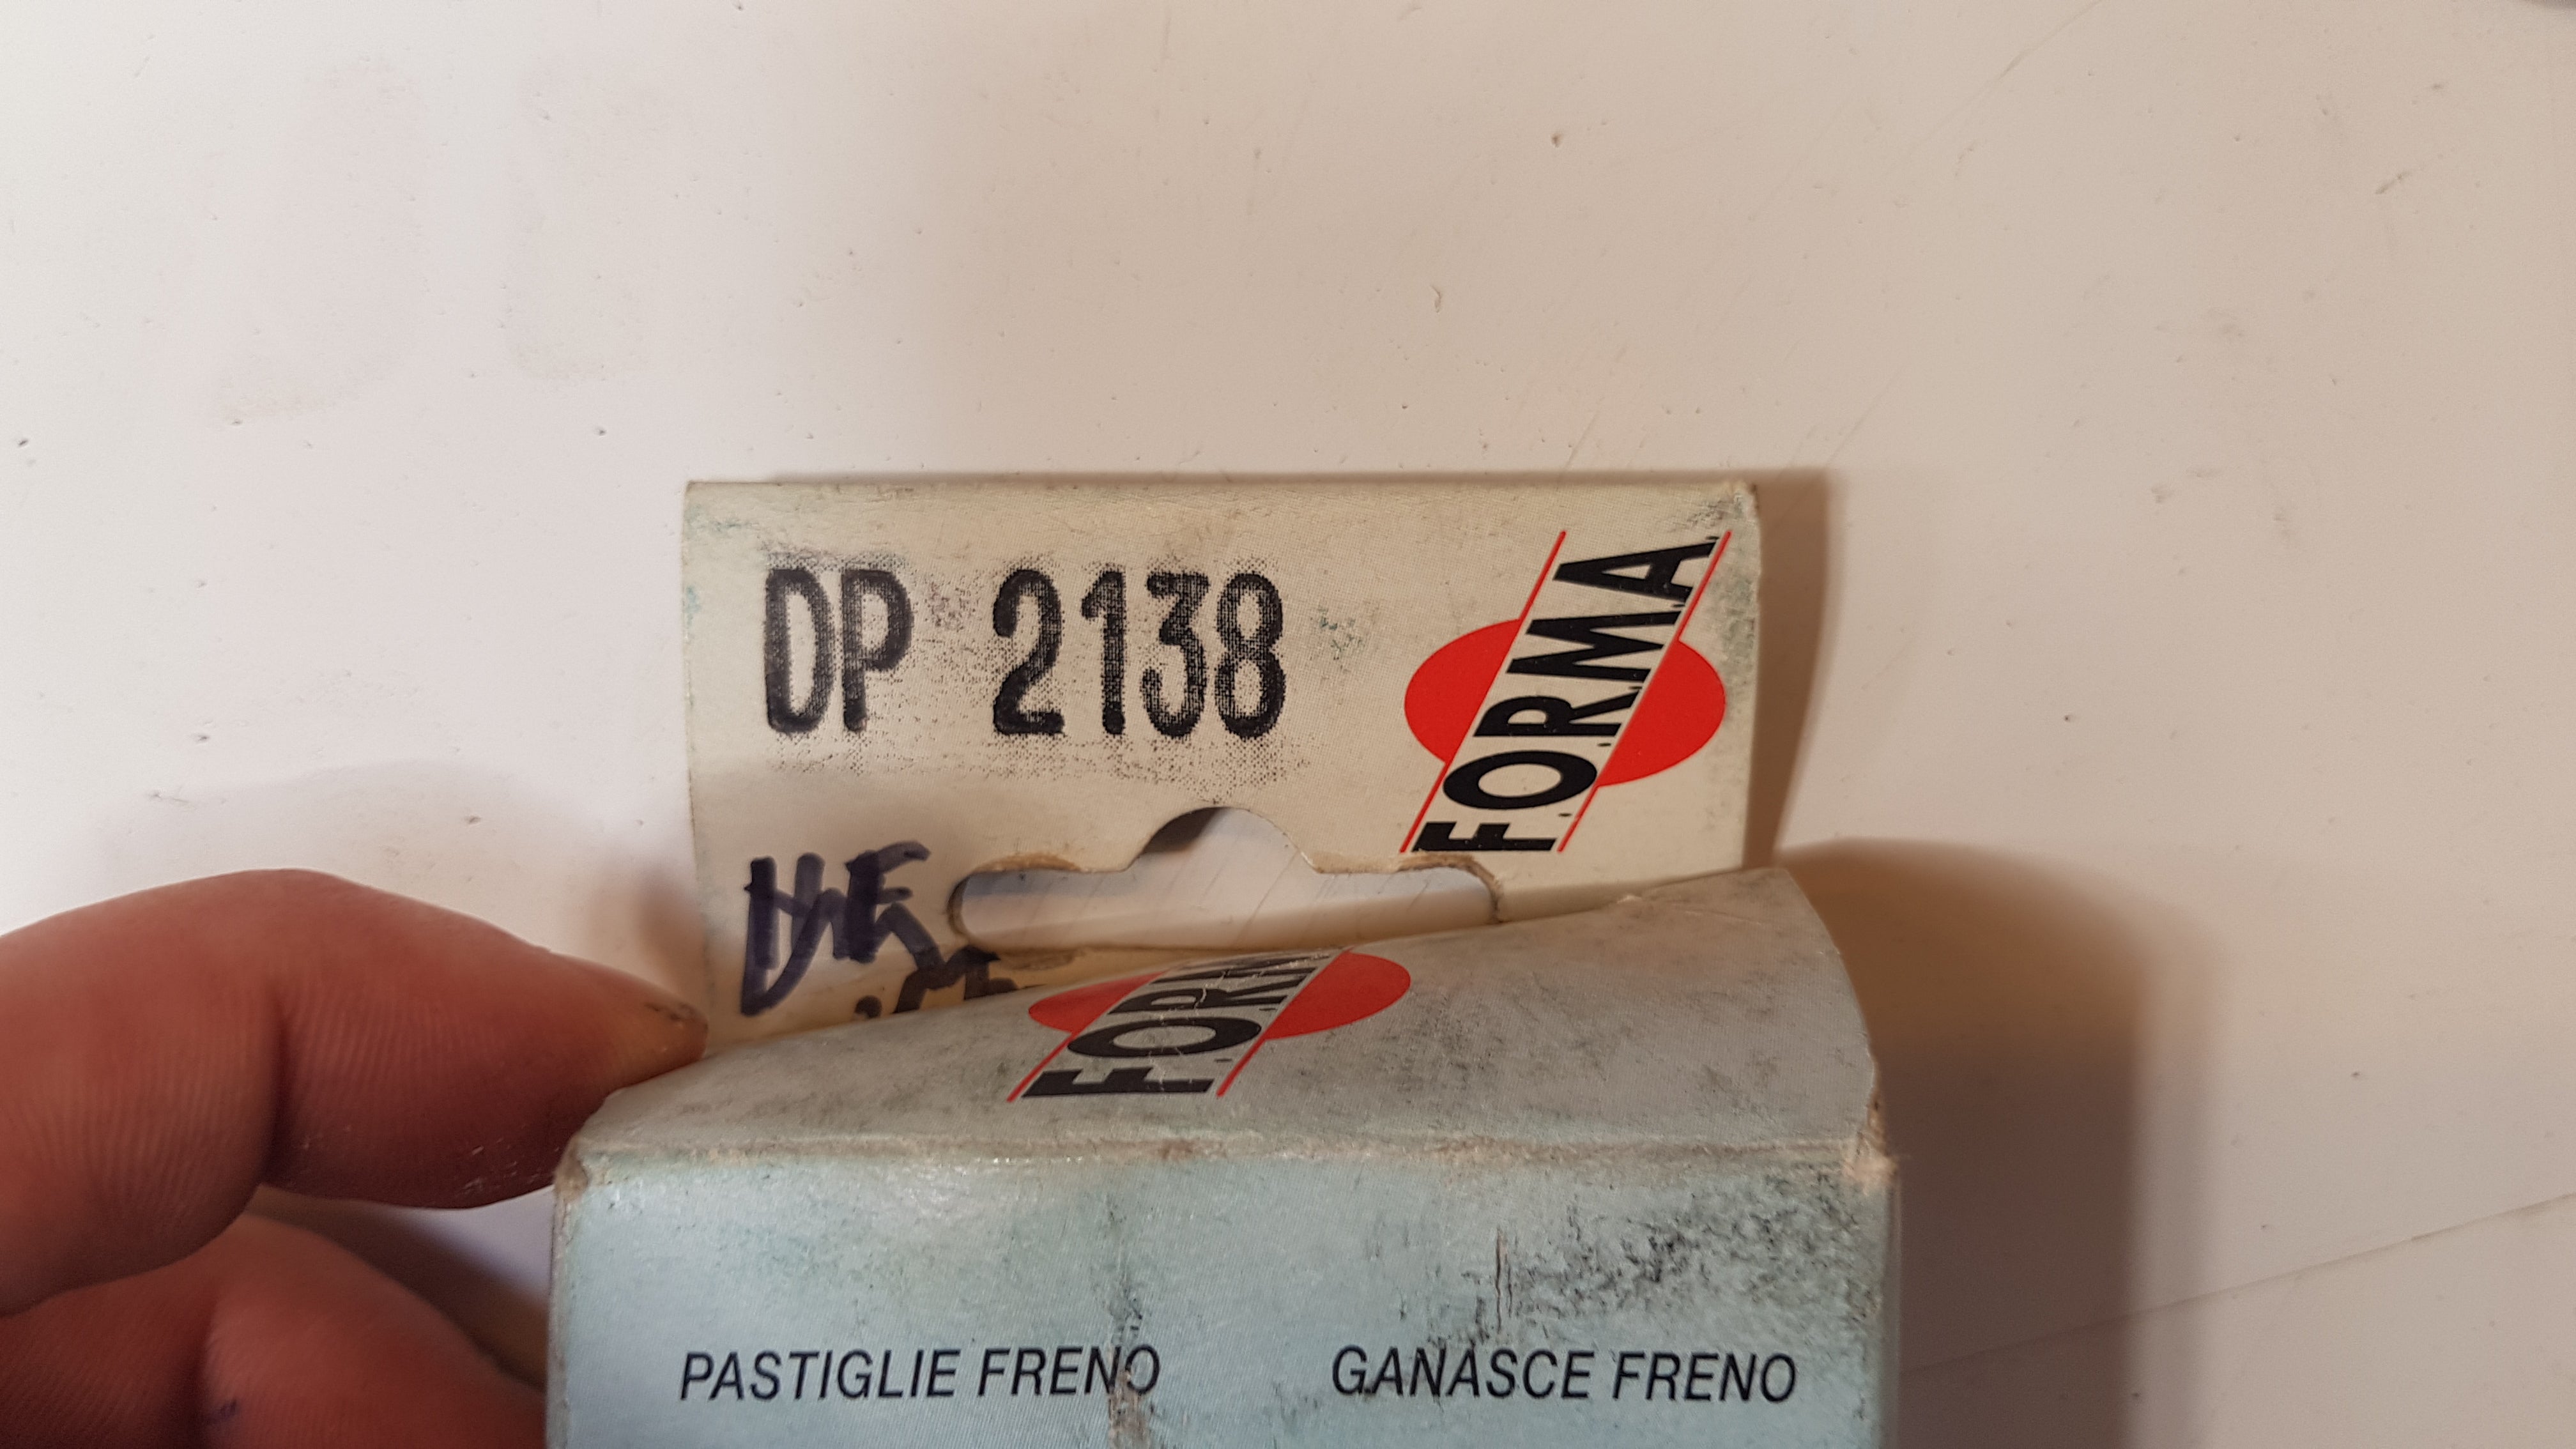 DP 2138
F.O.R.M.A.
F.O.R.M
PASTIGLIE FRENO
GANASCE FRENO